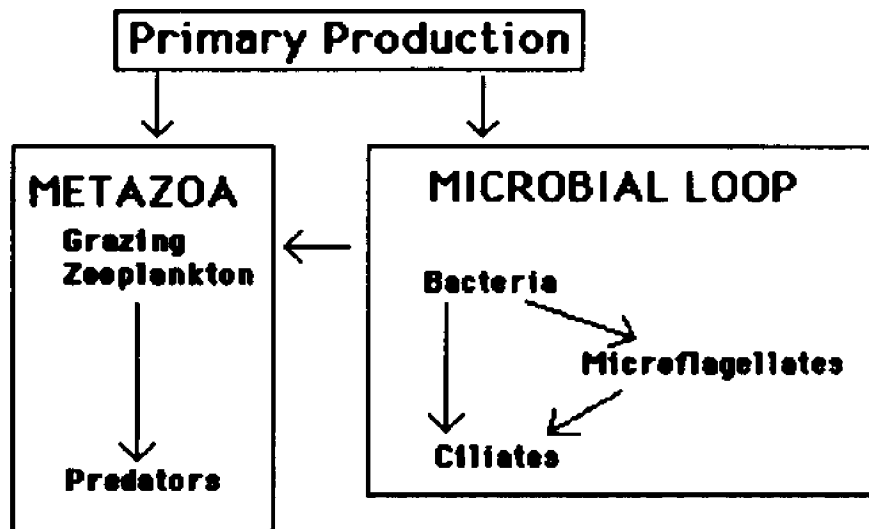 Primary Production
METAZOA
Grazing
Zooplankton
Predators
MICROBIAL LOOP
Bacteria
Microflagellates
Ciliates